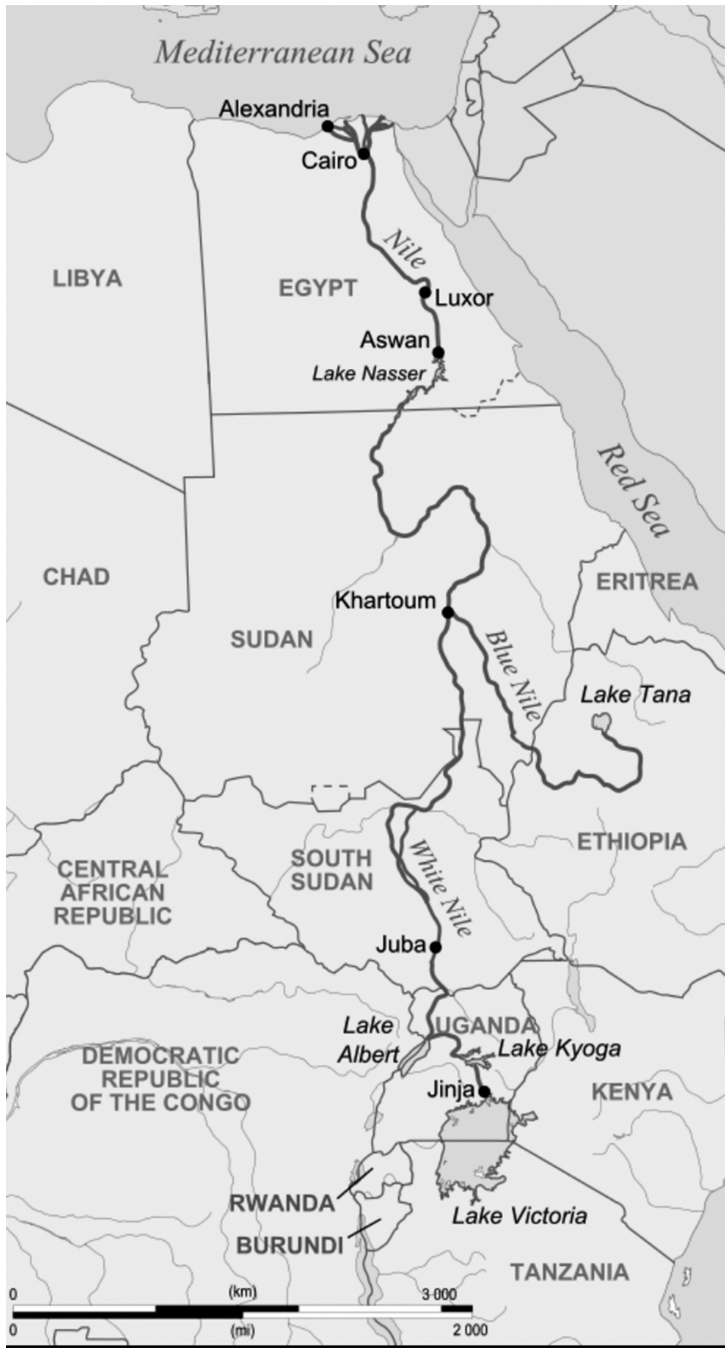 Mediterranean Sea
Alexandria
Cairo
Nile
LIBYA
EGYPT
Luxor
Aswan
Lake Nasser
Red Sea
CHAD
ERITREA
Khartoum
SUDAN
Blue Nile
Lake Tana
ETHIOPIA
CENTRAL
AFRICAN
REPUBLIC
SOUTH
SUDAN
White Nile
Juba
Lake
Albert
UGANDA
Lake Kyoga
DEMOCRATIC
REPUBLIC
OF THE CONGO
Jinja
KENYA
RWANDA
Lake Victoria
BURUNDI
TANZANIA
0 (km) 3 000
0 (mi) 2 000